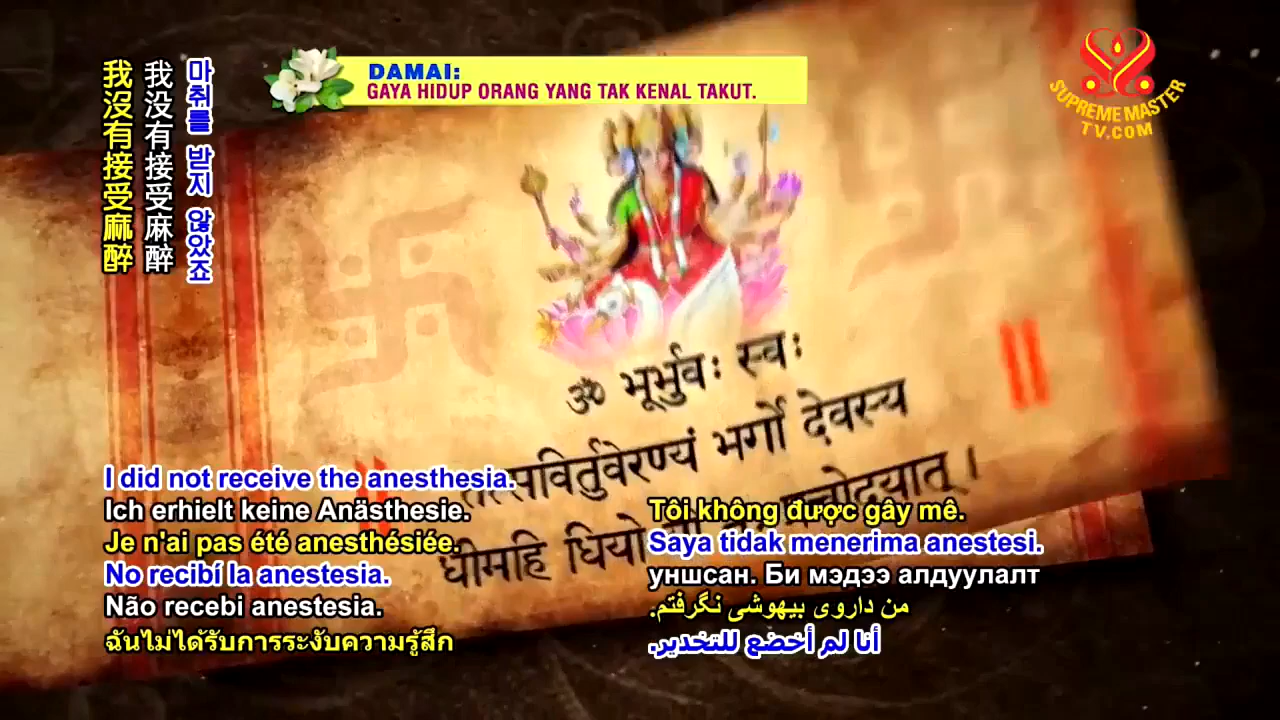 DAMAI:
GAYA HIDUP ORANG YANG TAK KENAL TAKUT.
SUPREME MASTER
TV.COM
마취를 받지 않았죠
我没有接受麻醉
我沒有接受麻醉
ॐ भूर्भुवः स्वः
तत्सवितुर्वरेण्यं भर्गो देवस्य
धीमहि धियो
I did not receive the anesthesia.
Ich erhielt keine Anästhesie.
Je n'ai pas été anesthésiée.
No recibí la anestesia.
Não recebi anestesia.
ฉันไม่ได้รับการระงับความรู้สึก
Tôi không được gây mê.
Saya tidak menerima anestesi.
уншсан. Би мэдээ алдуулалт
من داروی بیهوشی نگرفتم.
أنا لم أخضع للتخدير.